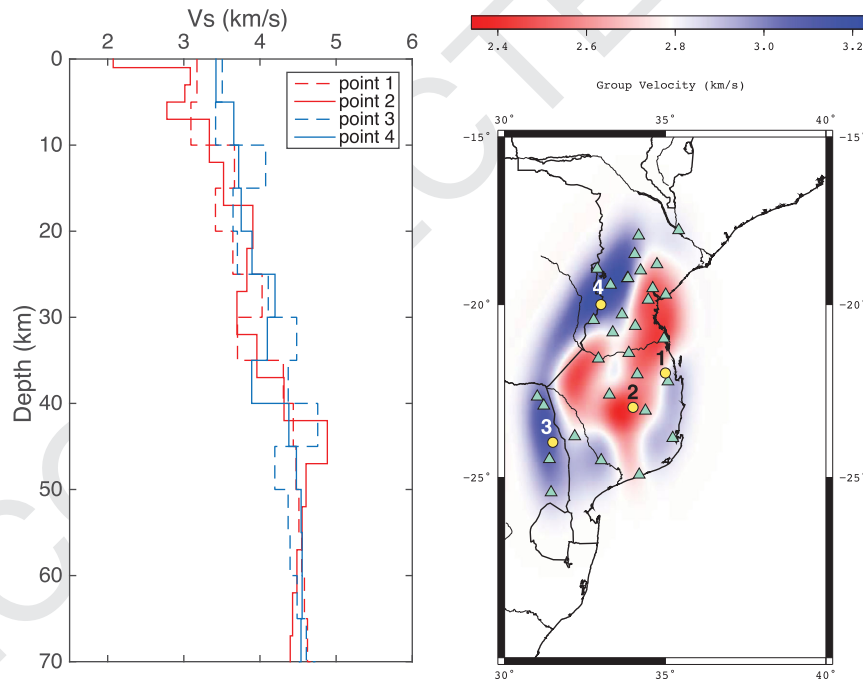 Vs (km/s)
2 3 4 5 6
0
10
20
30
40
50
60
70
Depth (km)
point 1
point 2
point 3
point 4
2.4 2.6 2.8 3.0 3.2
Group Velocity (km/s)
30° 35° 40°
-15° -15°
-20° -20°
-25° -25°
30° 35° 40°
4
1
2
3